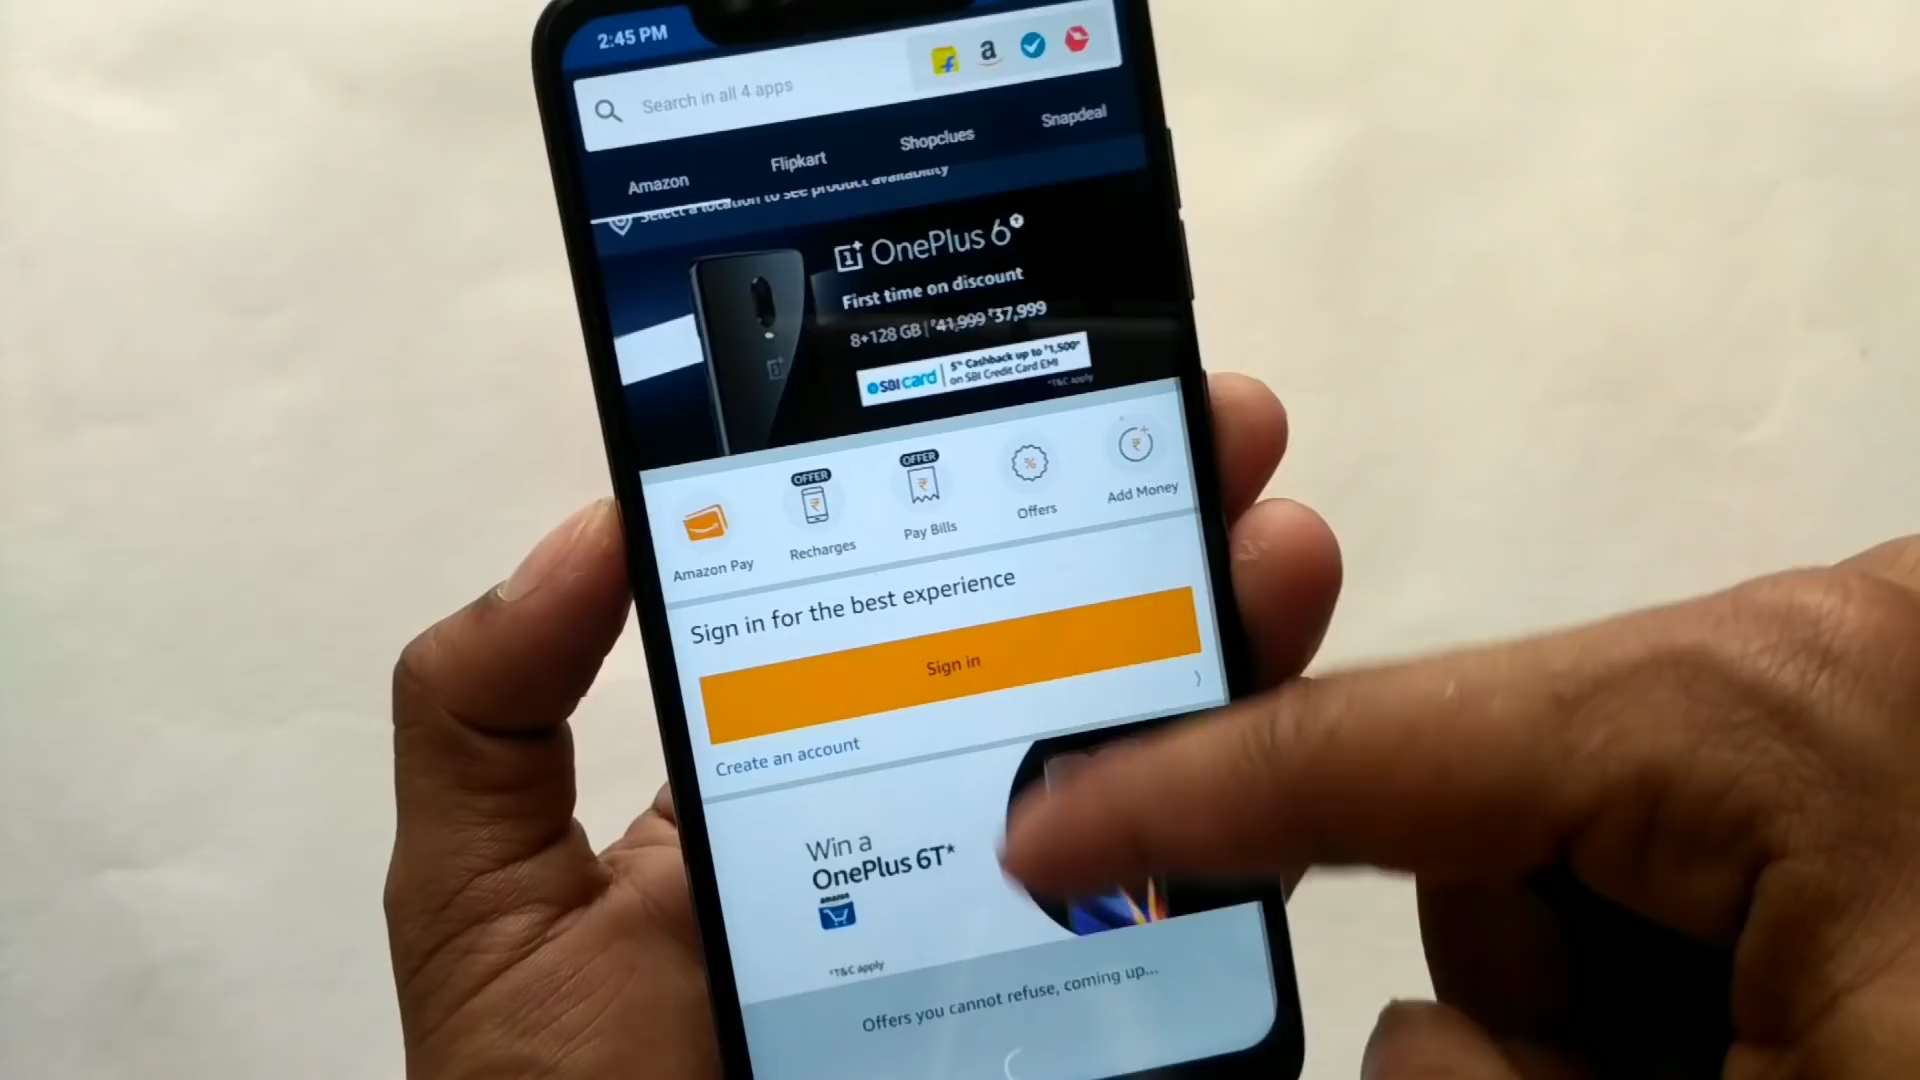 2:45 PM
Search in all 4 apps
Amazon
Flipkart
Shopclues
Snapdeal
Select a location to see product availability
OnePlus 6T
First time on discount
8+128 GB | ₹41,999 ₹37,999
SBI card
5% Cashback up to ₹1,500*
on SBI Credit Card EMI
*T&C apply
Amazon Pay
OFFER
Recharges
OFFER
Pay Bills
Offers
Add Money
Sign in for the best experience
Sign in
Create an account
Win a
OnePlus 6T*
amazon
*T&C apply
Offers you cannot refuse, coming up...